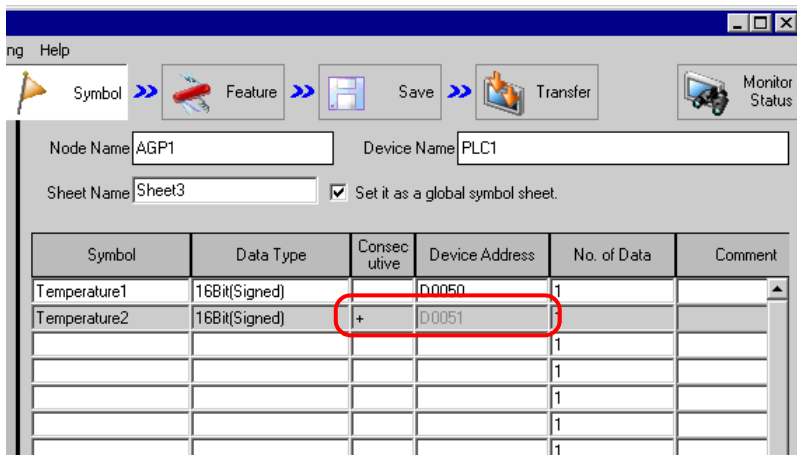 ng Help
Symbol Feature Save Transfer Monitor Status
Node Name AGP1 Device Name PLC1
Sheet Name Sheet3 Set it as a global symbol sheet.
Symbol Data Type Consec utive Device Address No. of Data Comment
Temperature1 16Bit(Signed) D0050 1
Temperature2 16Bit(Signed) + D0051 1
1
1
1
1
1